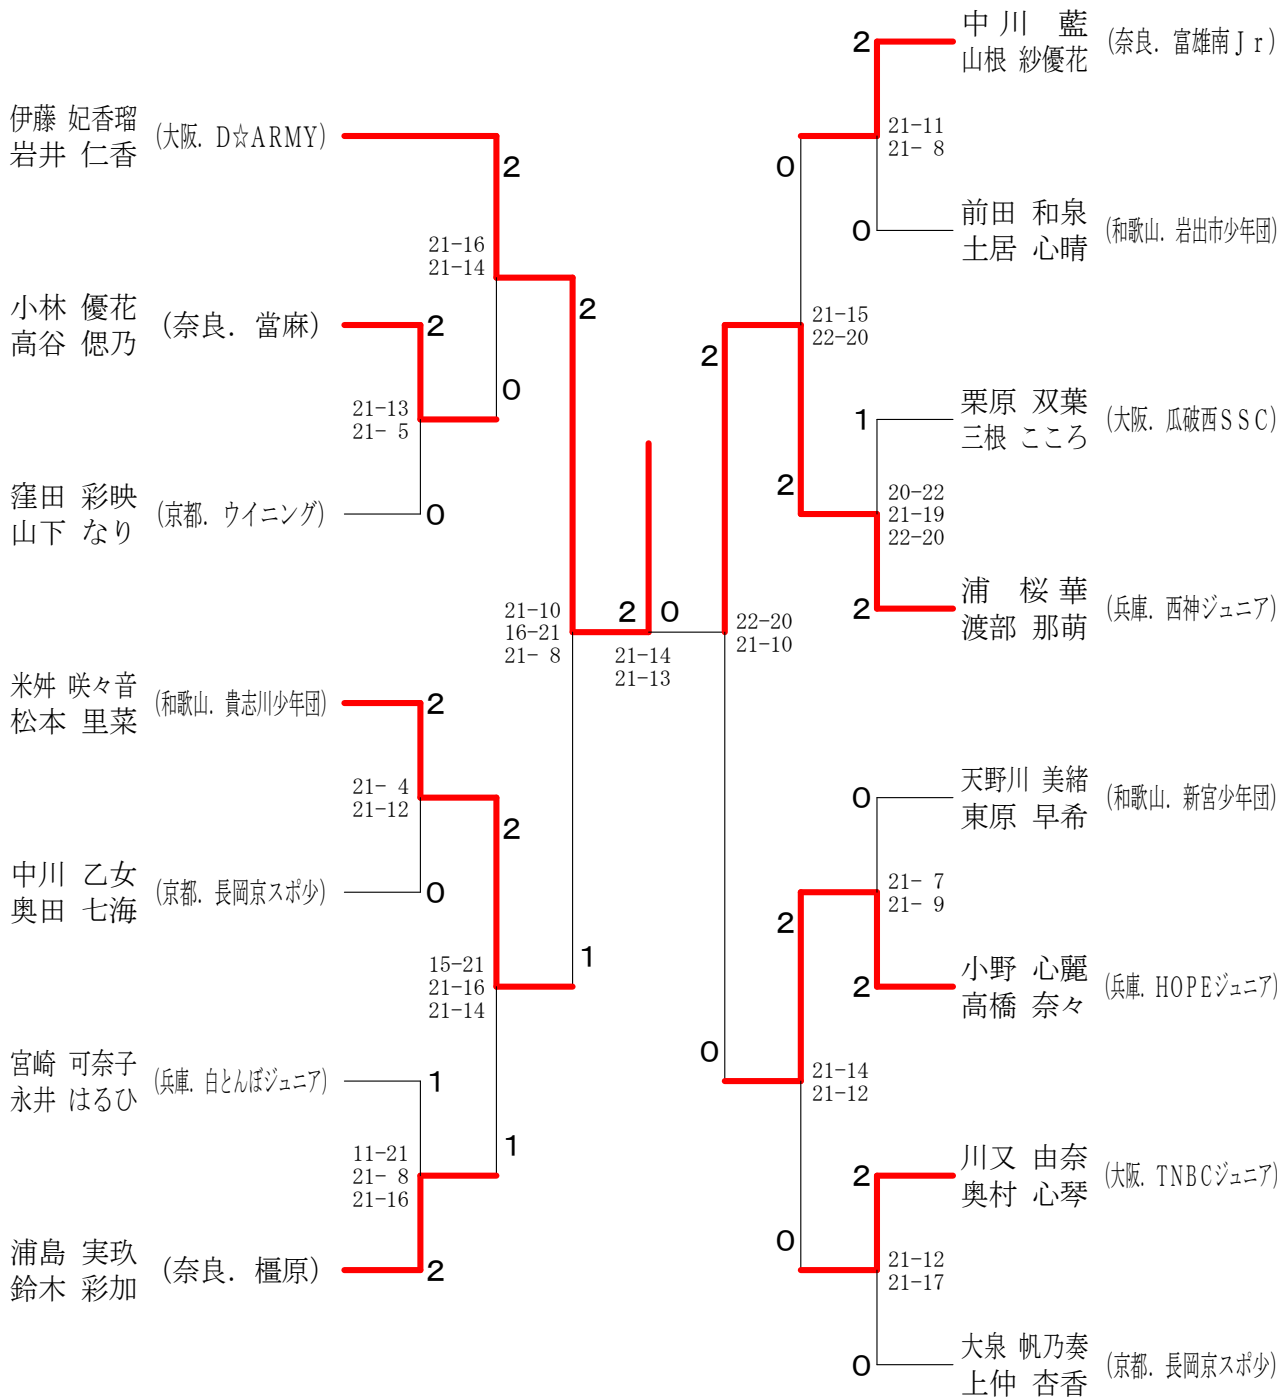 伊藤 妃香瑠
岩井 仁香
(大阪. D☆ARMY)
2
21-16
21-14
小林 優花
高谷 偲乃
(奈良. 當麻)
2
0
21-13
21- 5
窪田 彩映
山下 なり
(京都. ウイニング)
0
2
21-10
16-21
21- 8
米舛 咲々音
松本 里菜
(和歌山. 貴志川少年団)
2
21- 4
21-12
2
中川 乙女
奥田 七海
(京都. 長岡京スポ少)
0
15-21
21-16
21-14
1
宮崎 可奈子
永井 はるひ
(兵庫. 白とんぼジュニア)
1
1
11-21
21- 8
21-16
浦島 実玖
鈴木 彩加
(奈良. 橿原)
2
2 0
21-14
21-13
中川 藍
山根 紗優花
(奈良. 富雄南Jr)
2
21-11
21- 8
0
前田 和泉
土居 心晴
(和歌山. 岩出市少年団)
0
21-15
22-20
2
栗原 双葉
三根 こころ
(大阪. 瓜破西SSC)
1
2
20-22
21-19
22-20
浦 桜華
渡部 那萌
(兵庫. 西神ジュニア)
2
22-20
21-10
天野川 美緒
東原 早希
(和歌山. 新宮少年団)
0
21- 7
21- 9
2
小野 心麗
高橋 奈々
(兵庫. HOPEジュニア)
2
0
21-14
21-12
川又 由奈
奥村 心琴
(大阪. TNBCジュニア)
2
0
21-12
21-17
大泉 帆乃奏
上仲 杏香
(京都. 長岡京スポ少)
0